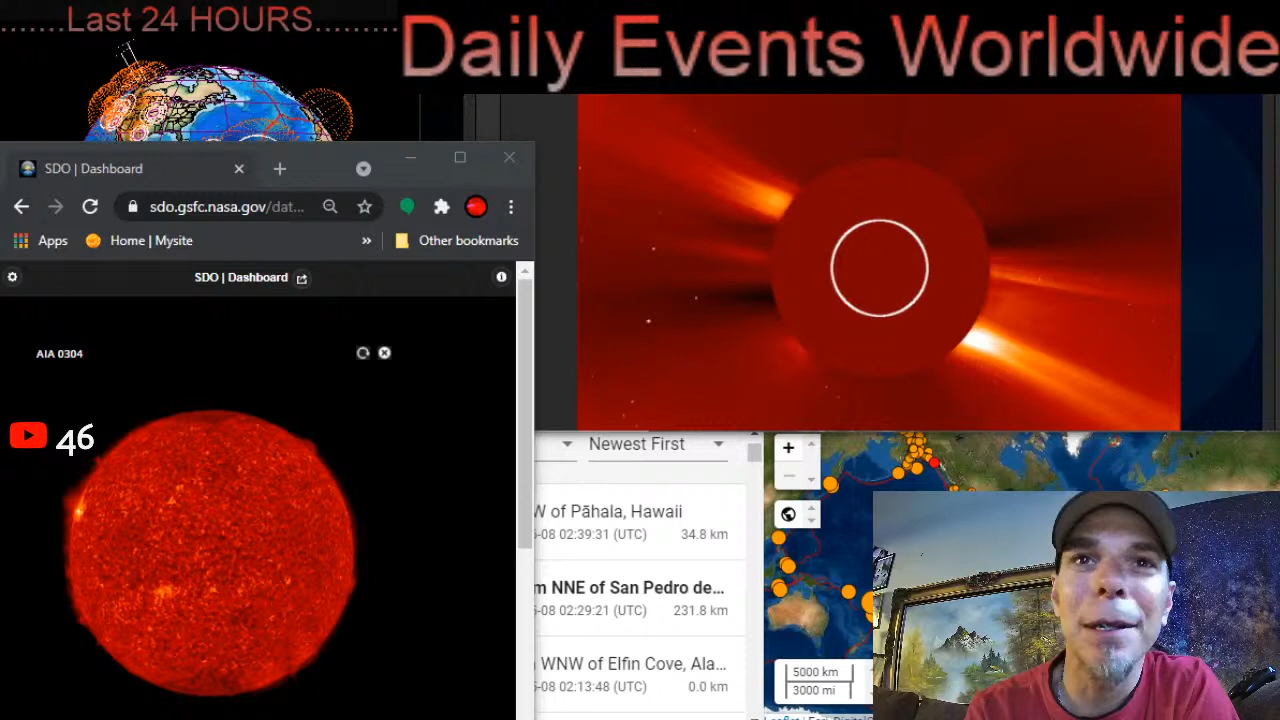 .......Last 24 HOURS.........
Daily Events Worldwide
SDO | Dashboard
sdo.gsfc.nasa.gov/dat...
Apps
Home | Mysite
»
Other bookmarks
SDO | Dashboard
AIA 0304
46
Newest First
W of Pāhala, Hawaii
-08 02:39:31 (UTC) 34.8 km
m NNE of San Pedro de...
-08 02:29:21 (UTC) 231.8 km
WNW of Elfin Cove, Ala...
-08 02:13:48 (UTC) 0.0 km
5000 km
3000 mi